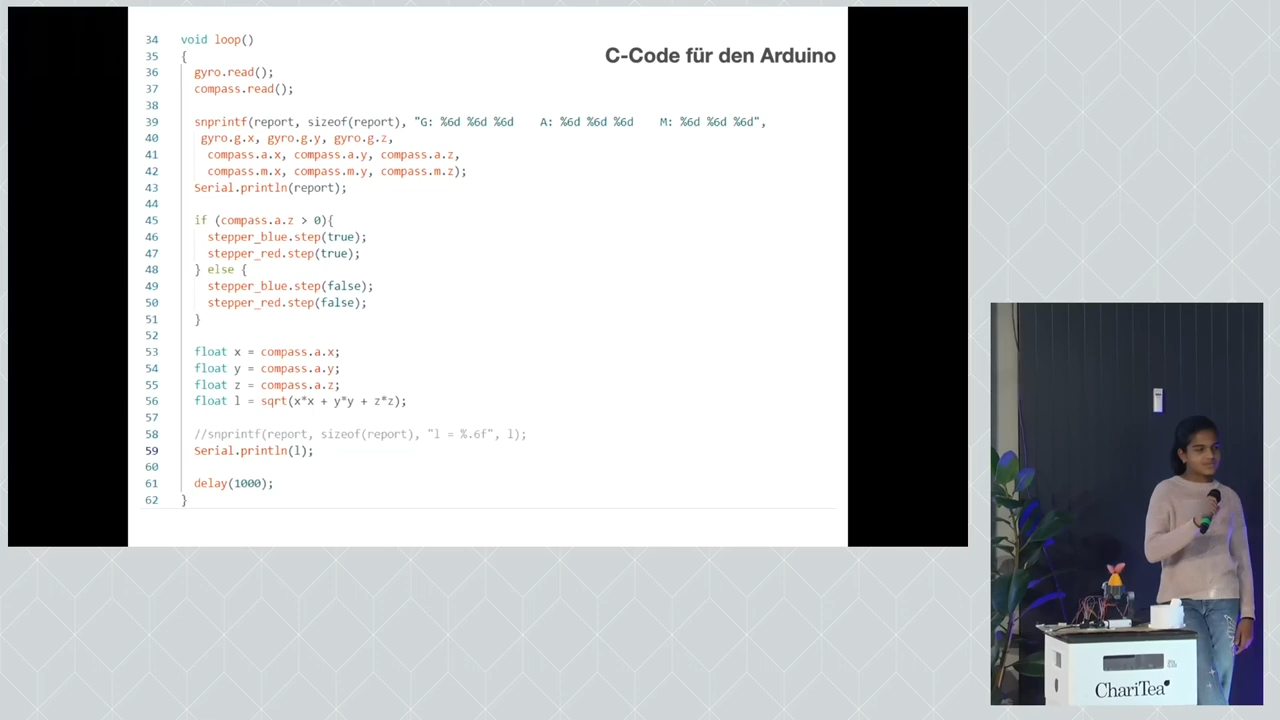 C-Code für den Arduino
34 void loop()
35 {
36 gyro.read();
37 compass.read();
38
39 snprintf(report, sizeof(report), "G: %6d %6d %6d    A: %6d %6d %6d    M: %6d %6d %6d",
40 gyro.g.x, gyro.g.y, gyro.g.z,
41 compass.a.x, compass.a.y, compass.a.z,
42 compass.m.x, compass.m.y, compass.m.z);
43 Serial.println(report);
44
45 if (compass.a.z > 0){
46 stepper_blue.step(true);
47 stepper_red.step(true);
48 } else {
49 stepper_blue.step(false);
50 stepper_red.step(false);
51 }
52
53 float x = compass.a.x;
54 float y = compass.a.y;
55 float z = compass.a.z;
56 float l = sqrt(x*x + y*y + z*z);
57
58 //snprintf(report, sizeof(report), "l = %.6f", l);
59 Serial.println(l);
60
61 delay(1000);
62 }
ChariTea